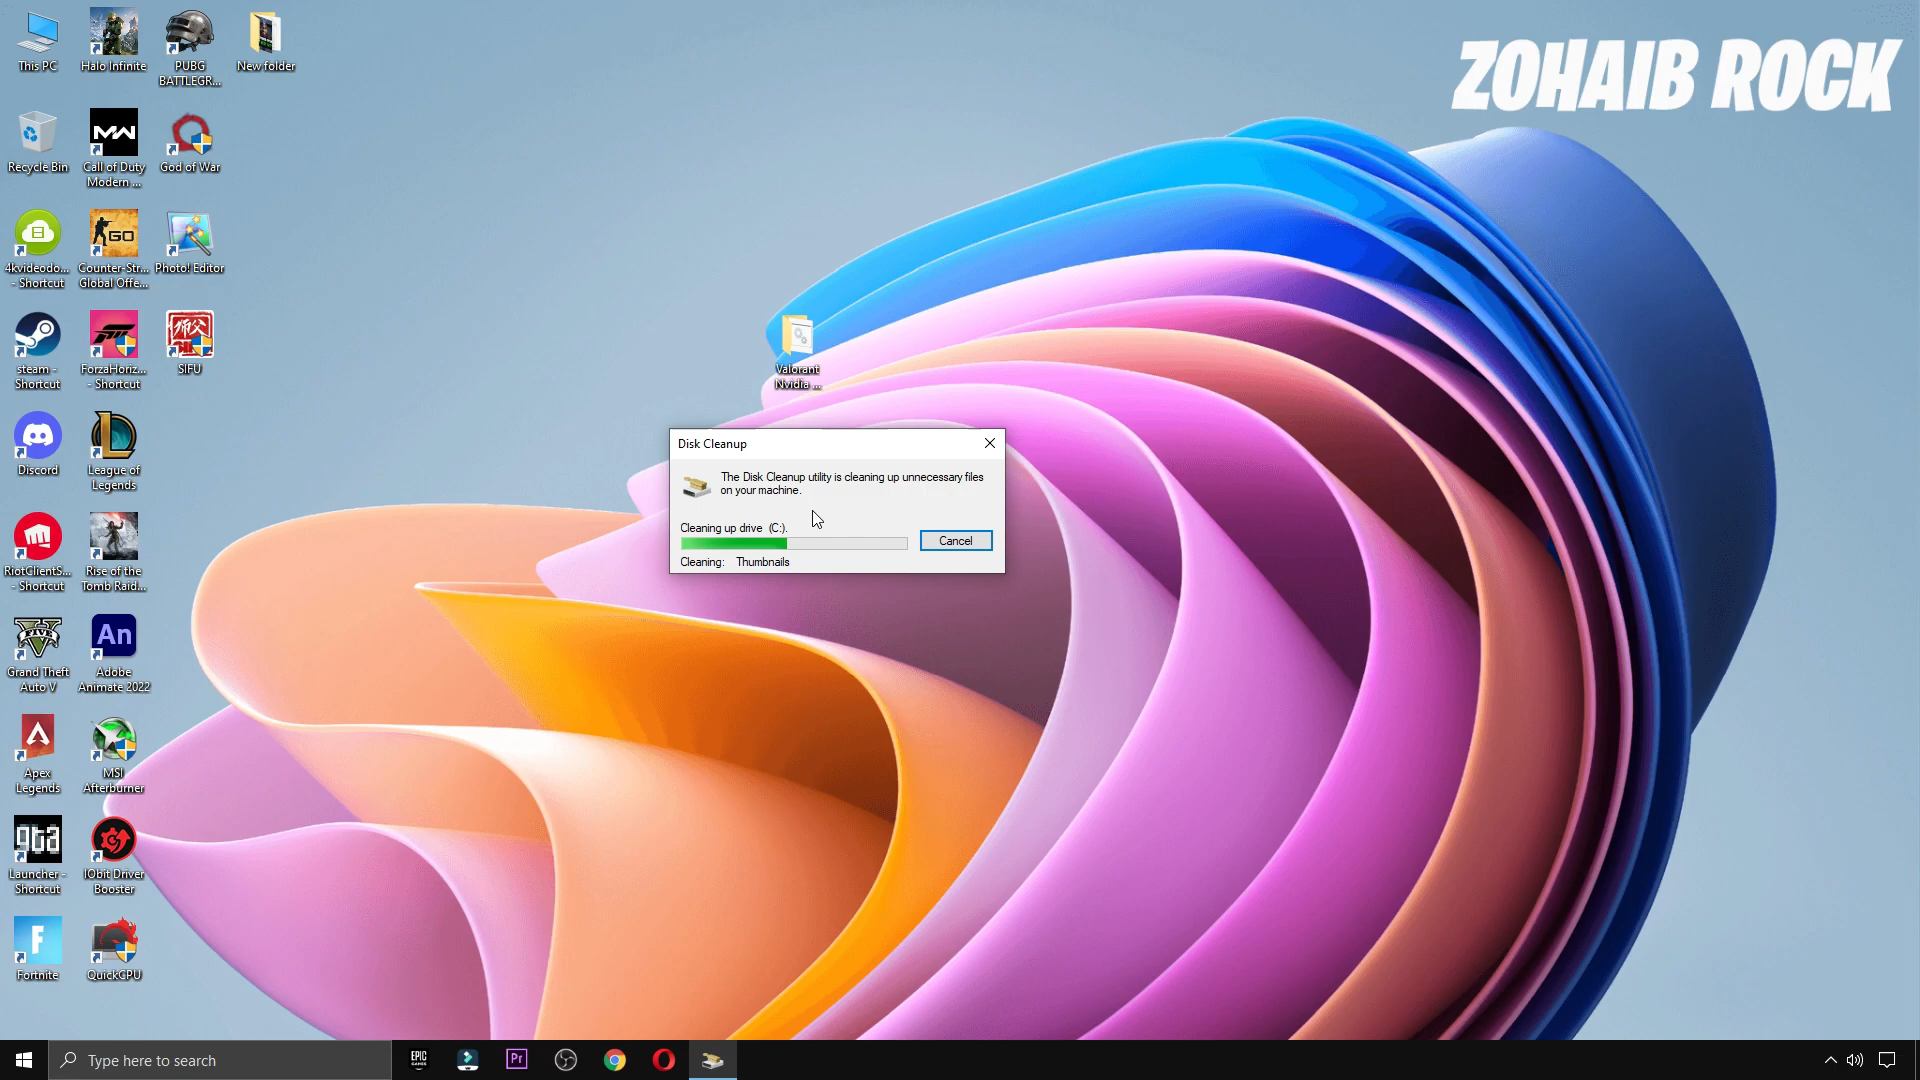 This PC
Halo Infinite
PUBG
BATTLEGR...
New folder
ZOHAIB ROCK
Recycle Bin
Call of Duty
Modern ...
God of War
4kvideodo...
- Shortcut
Counter-Str...
Global Offe...
Photo! Editor
steam -
Shortcut
ForzaHoriz...
- Shortcut
SIFU
Valorant
Nvidia ...
Discord
League of
Legends
Disk Cleanup
The Disk Cleanup utility is cleaning up unnecessary files
on your machine.
Cleaning up drive (C:).
Cancel
Cleaning: Thumbnails
RiotClientS...
- Shortcut
Rise of the
Tomb Raid...
FIVE
Grand Theft
Auto V
An
Adobe
Animate 2022
Apex
Legends
MSI
Afterburner
Launcher -
Shortcut
IObit Driver
Booster
F
Fortnite
QuickCPU
Type here to search
EPIC
GAMES
Pr